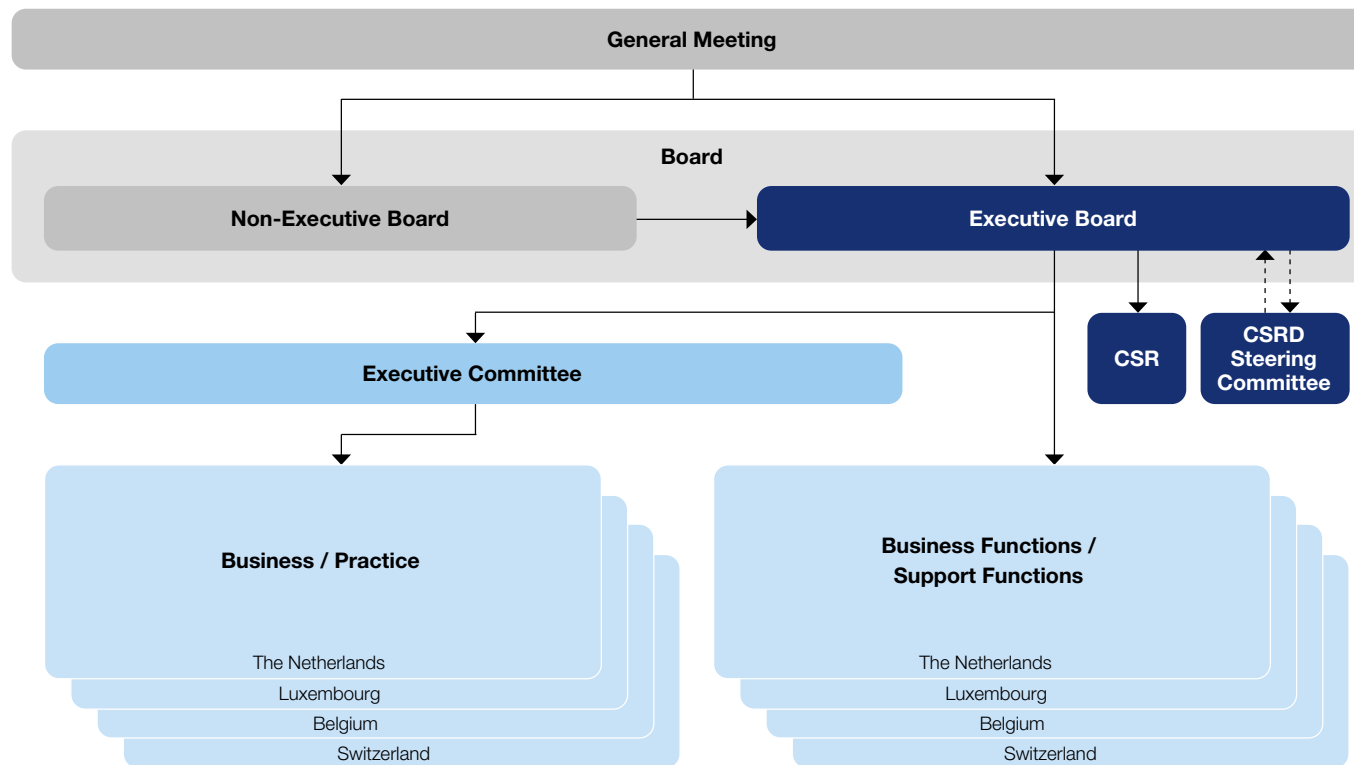 General Meeting
Board
Non-Executive Board
Executive Board
CSR
CSRD
Steering
Committee
Executive Committee
Business / Practice
The Netherlands
Luxembourg
Belgium
Switzerland
Business Functions /
Support Functions
The Netherlands
Luxembourg
Belgium
Switzerland